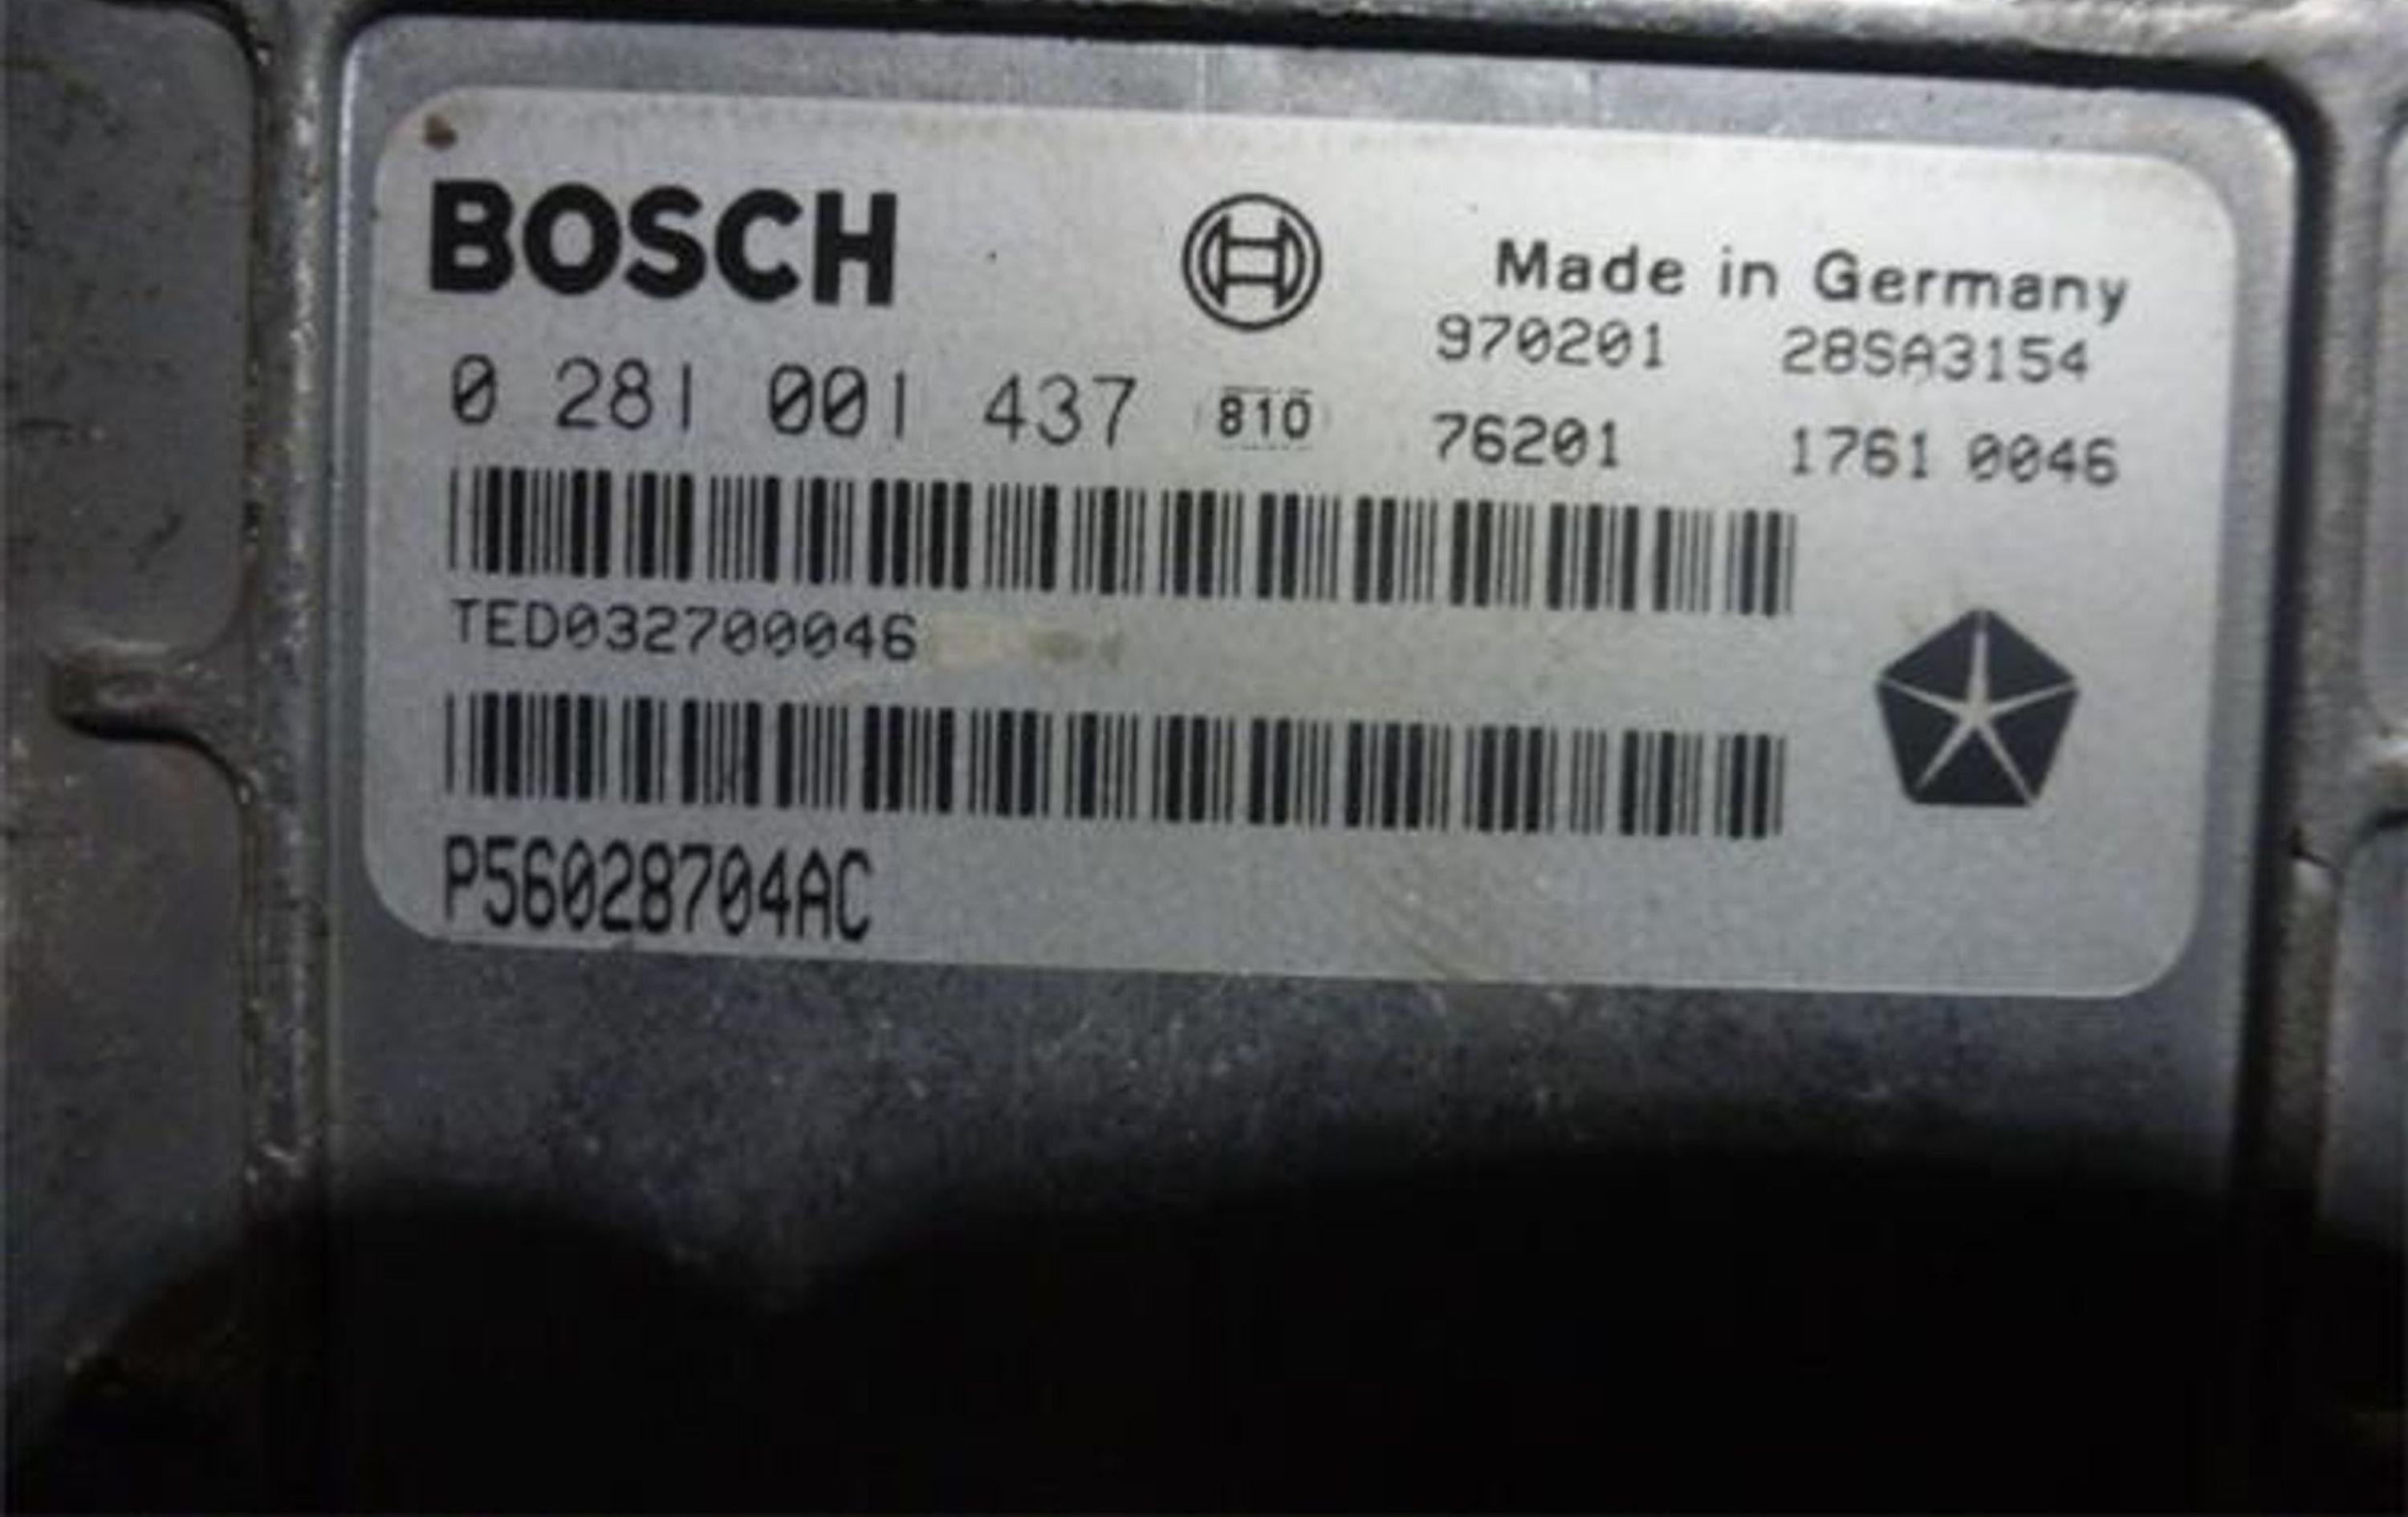 BOSCH
Made in Germany
970201 28SA3154
0 281 001 437 810 76201 1761 0046
TED032700046
P56028704AC